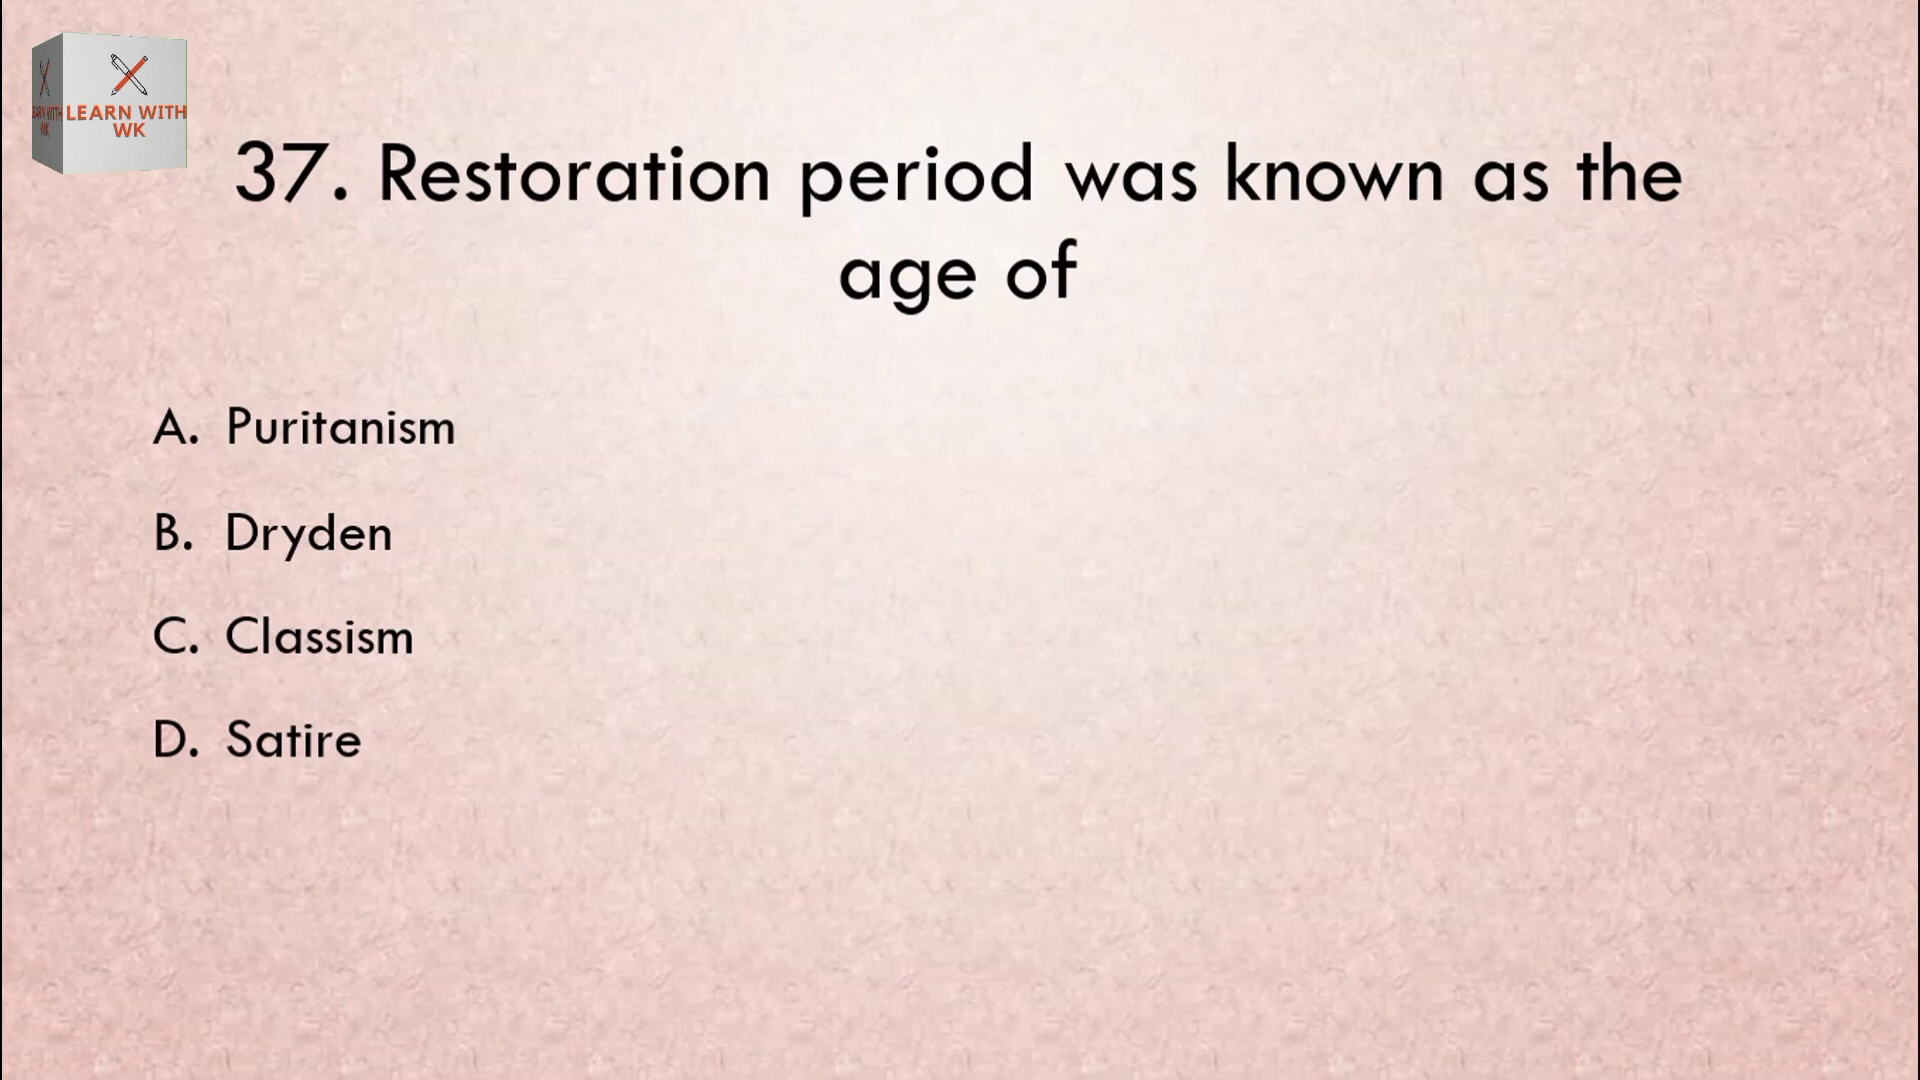 LEARN WITH
WK
37. Restoration period was known as the
age of
A. Puritanism
B. Dryden
C. Classism
D. Satire